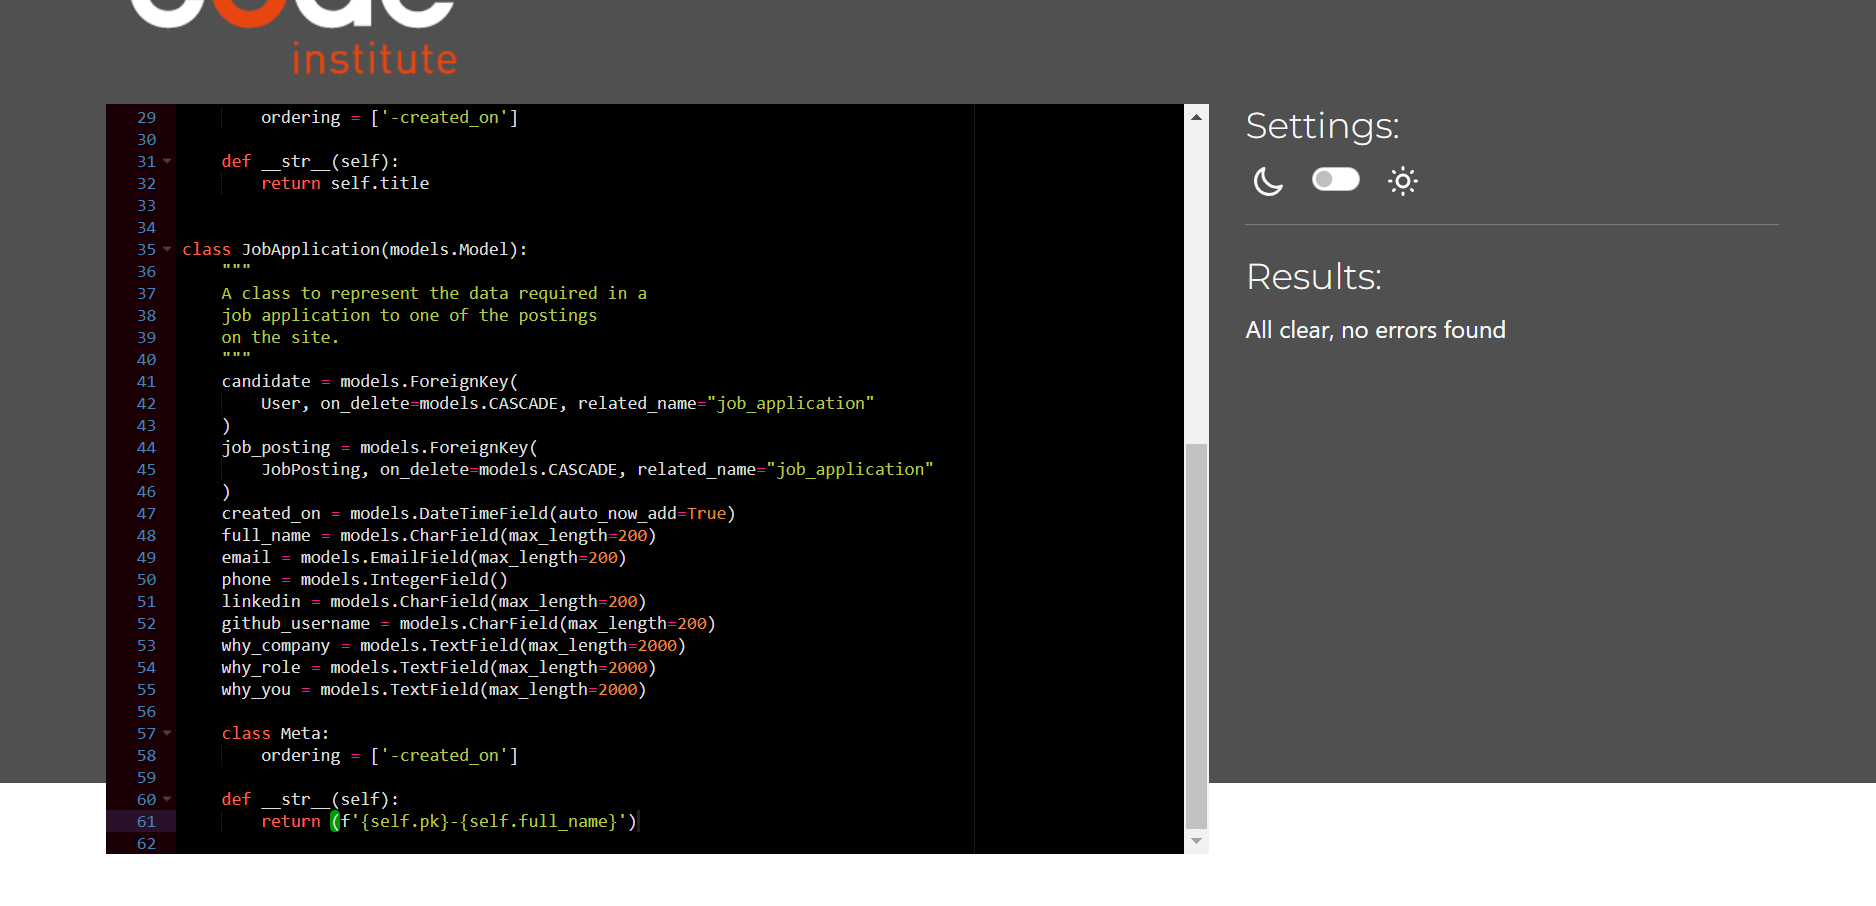 code
institute
29         ordering = ['-created_on']
30
31     def __str__(self):
32         return self.title
33
34
35 class JobApplication(models.Model):
36     """
37     A class to represent the data required in a
38     job application to one of the postings
39     on the site.
40     """
41     candidate = models.ForeignKey(
42         User, on_delete=models.CASCADE, related_name="job_application"
43     )
44     job_posting = models.ForeignKey(
45         JobPosting, on_delete=models.CASCADE, related_name="job_application"
46     )
47     created_on = models.DateTimeField(auto_now_add=True)
48     full_name = models.CharField(max_length=200)
49     email = models.EmailField(max_length=200)
50     phone = models.IntegerField()
51     linkedin = models.CharField(max_length=200)
52     github_username = models.CharField(max_length=200)
53     why_company = models.TextField(max_length=2000)
54     why_role = models.TextField(max_length=2000)
55     why_you = models.TextField(max_length=2000)
56
57     class Meta:
58         ordering = ['-created_on']
59
60     def __str__(self):
61         return (f'{self.pk}-{self.full_name}')
62
Settings:
Results:
All clear, no errors found